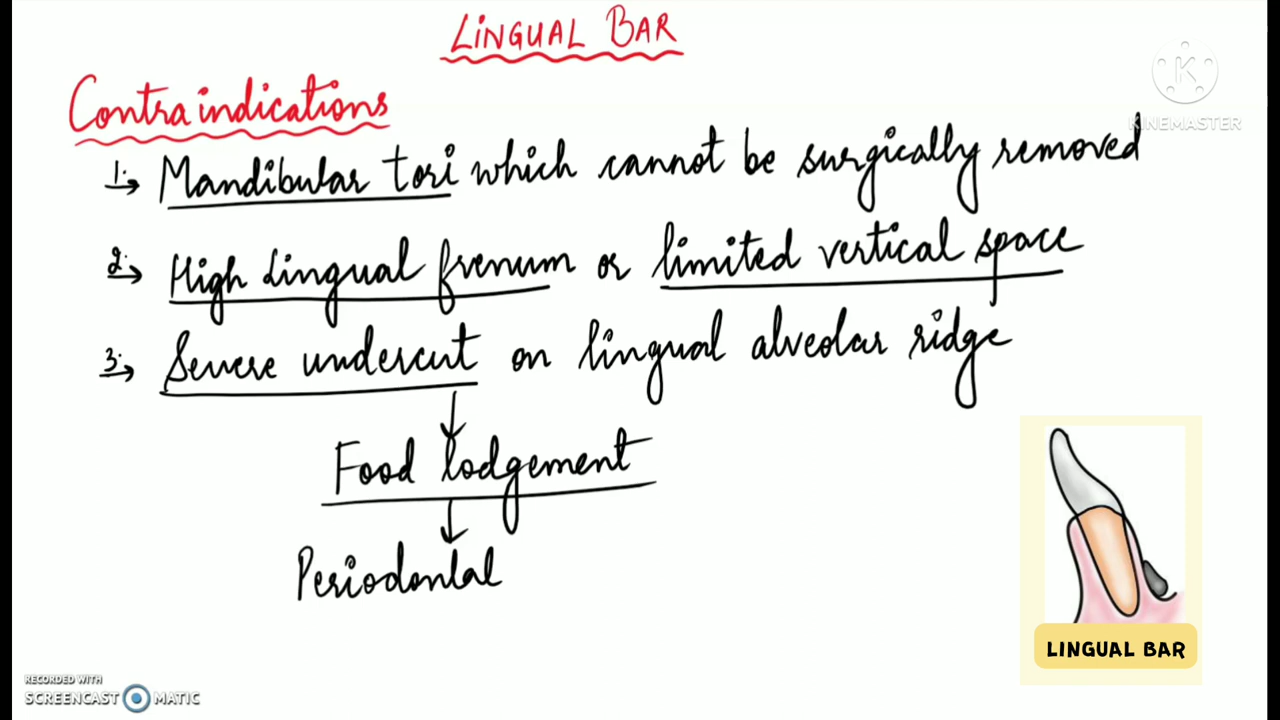 LINGUAL BAR
Contraindications
KINEMASTER
1. → Mandibular tori which cannot be surgically removed
2. → High Lingual frenum or limited vertical space
3. → Severe undercut on lingual alveolar ridge
↓
Food lodgement
↓
Periodontal
LINGUAL BAR
RECORDED WITH
SCREENCAST MATIC